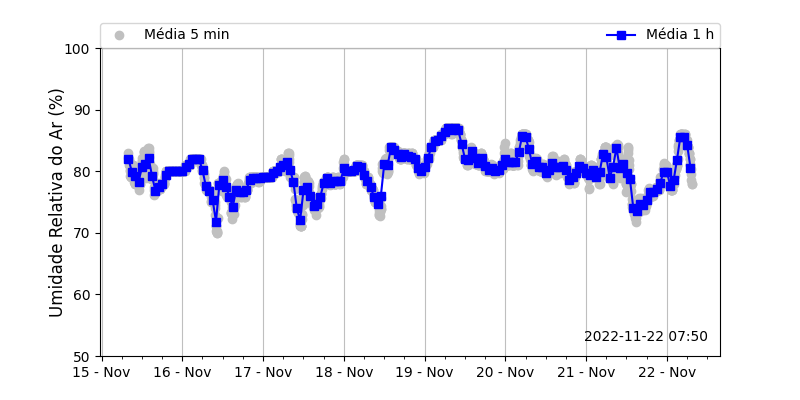 Média 5 min
Média 1 h
Umidade Relativa do Ar (%)
100
90
80
70
60
50
2022-11-22 07:50
15 - Nov
16 - Nov
17 - Nov
18 - Nov
19 - Nov
20 - Nov
21 - Nov
22 - Nov